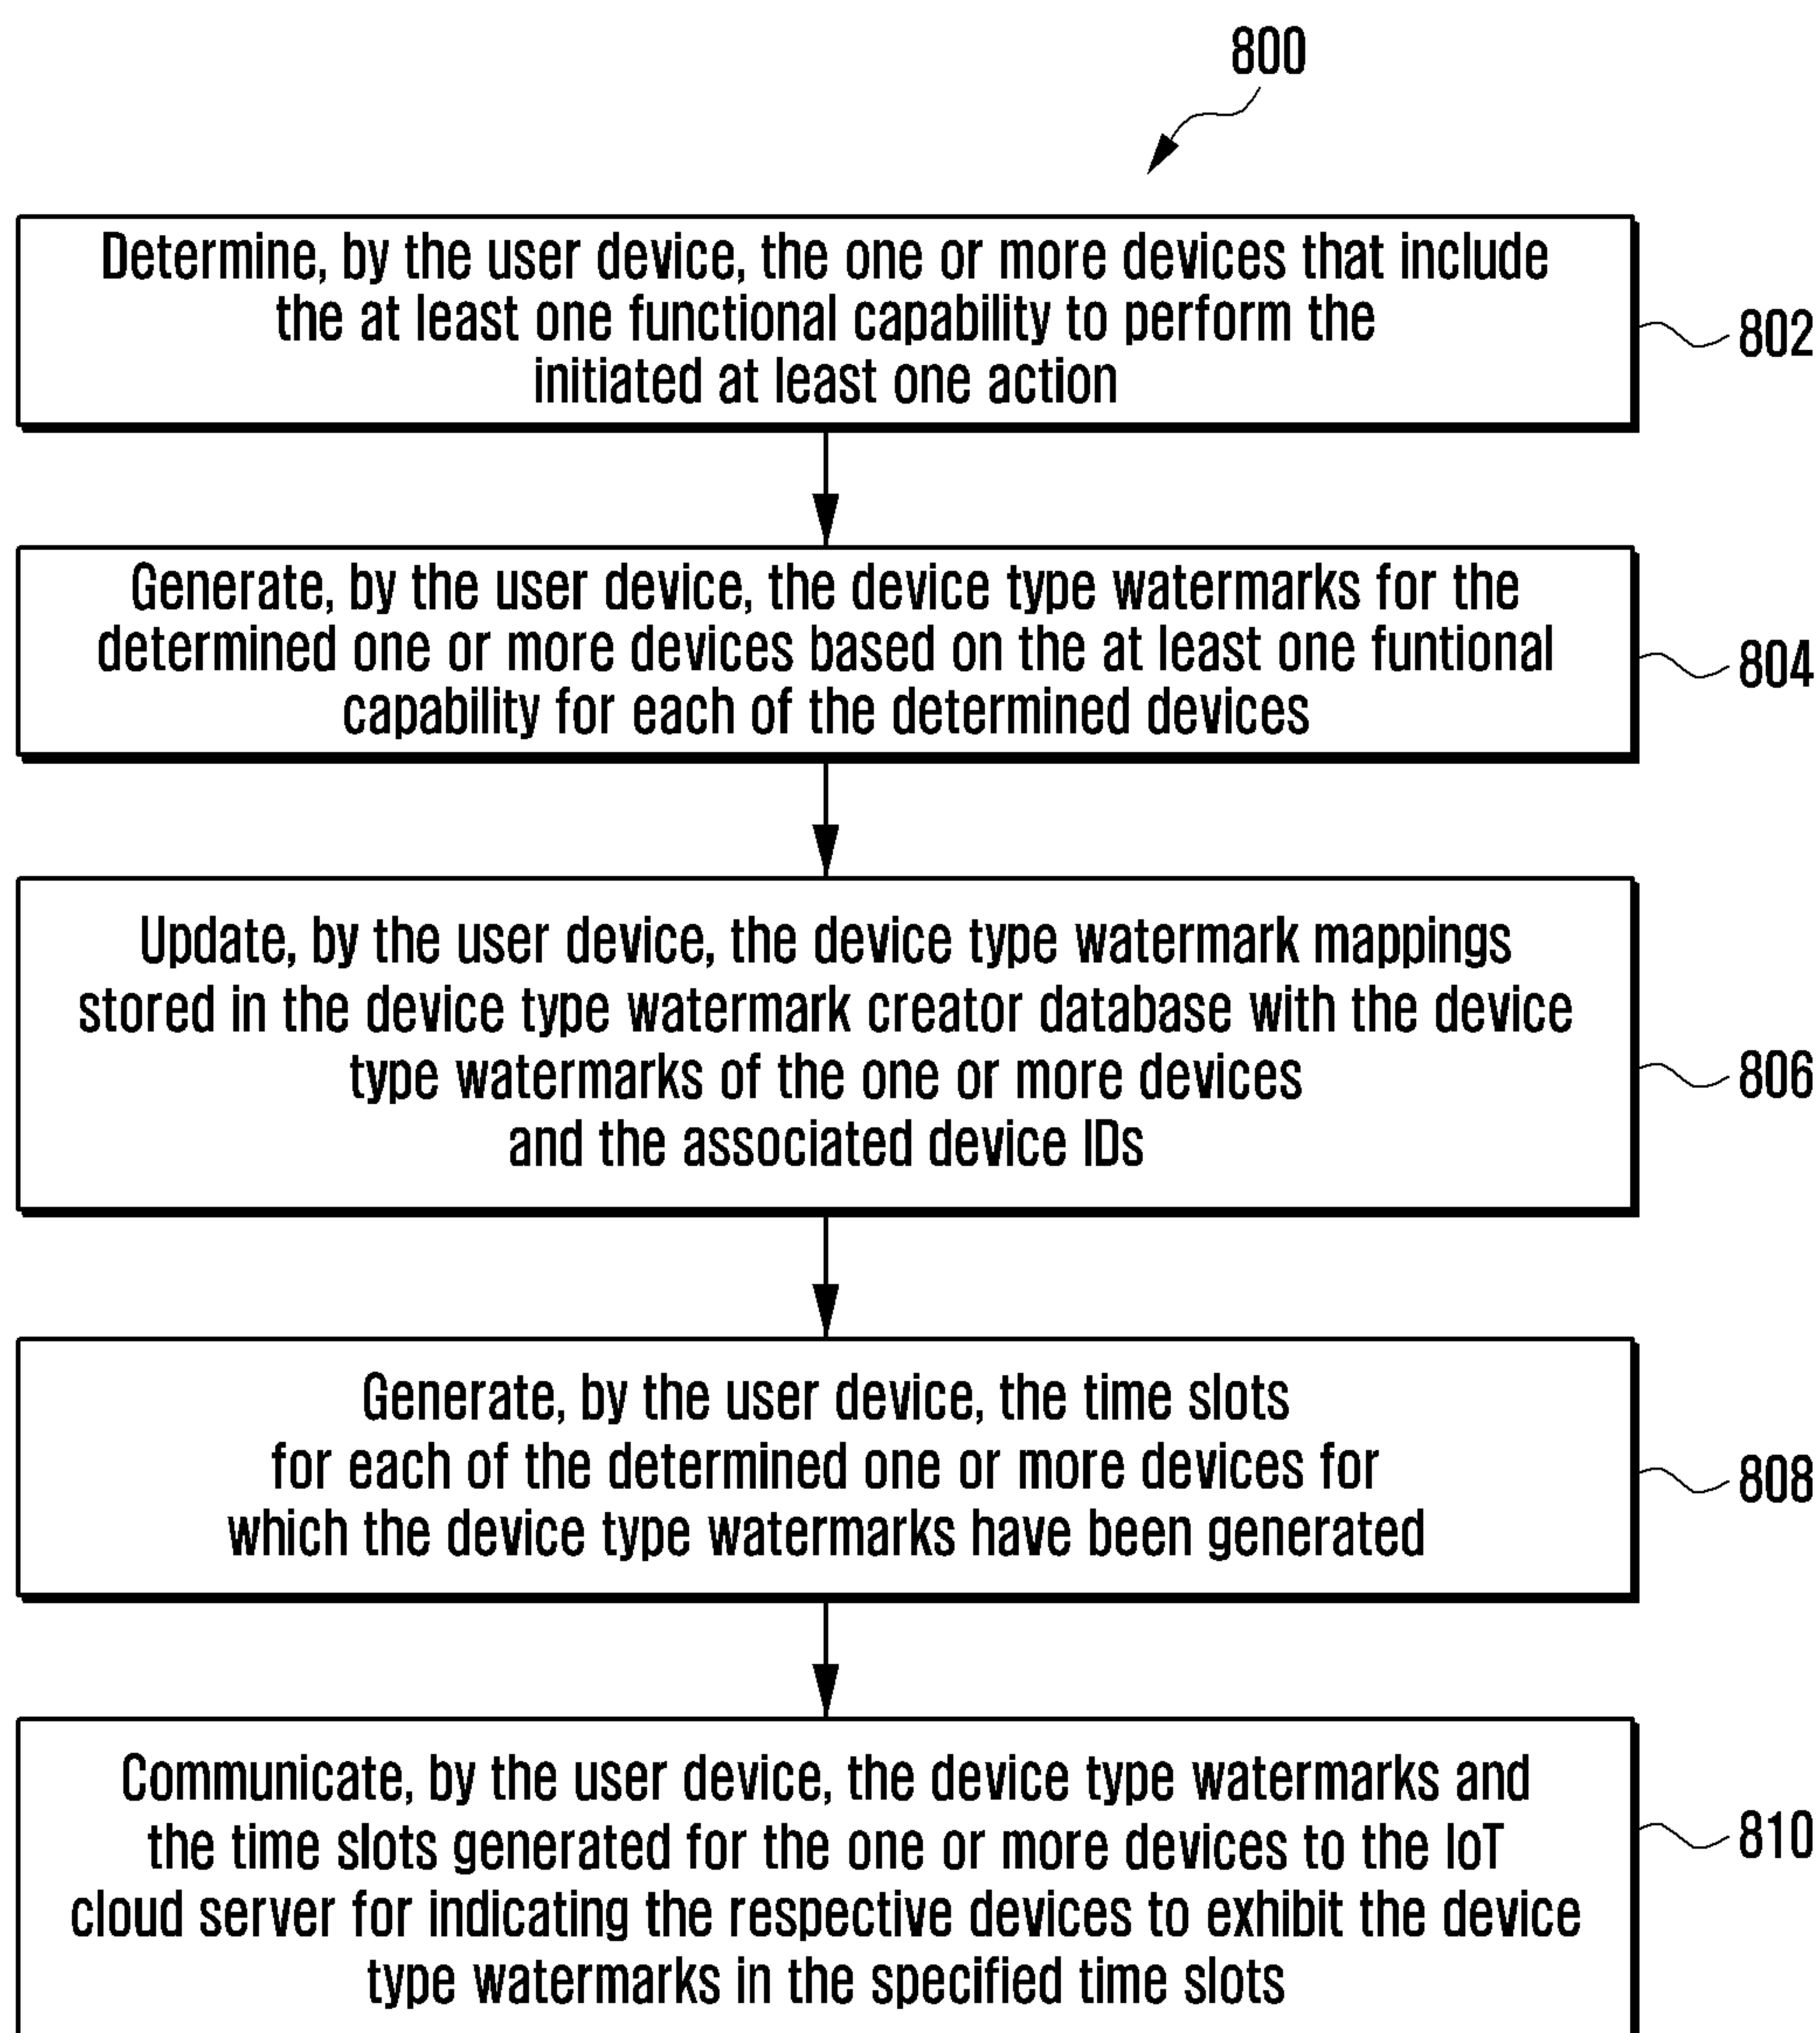 800
Determine, by the user device, the one or more devices that include
the at least one functional capability to perform the
initiated at least one action
802
Generate, by the user device, the device type watermarks for the
determined one or more devices based on the at least one funtional
capability for each of the determined devices
804
Update, by the user device, the device type watermark mappings
stored in the device type watermark creator database with the device
type watermarks of the one or more devices
and the associated device IDs
806
Generate, by the user device, the time slots
for each of the determined one or more devices for
which the device type watermarks have been generated
808
Communicate, by the user device, the device type watermarks and
the time slots generated for the one or more devices to the IoT
cloud server for indicating the respective devices to exhibit the device
type watermarks in the specified time slots
810